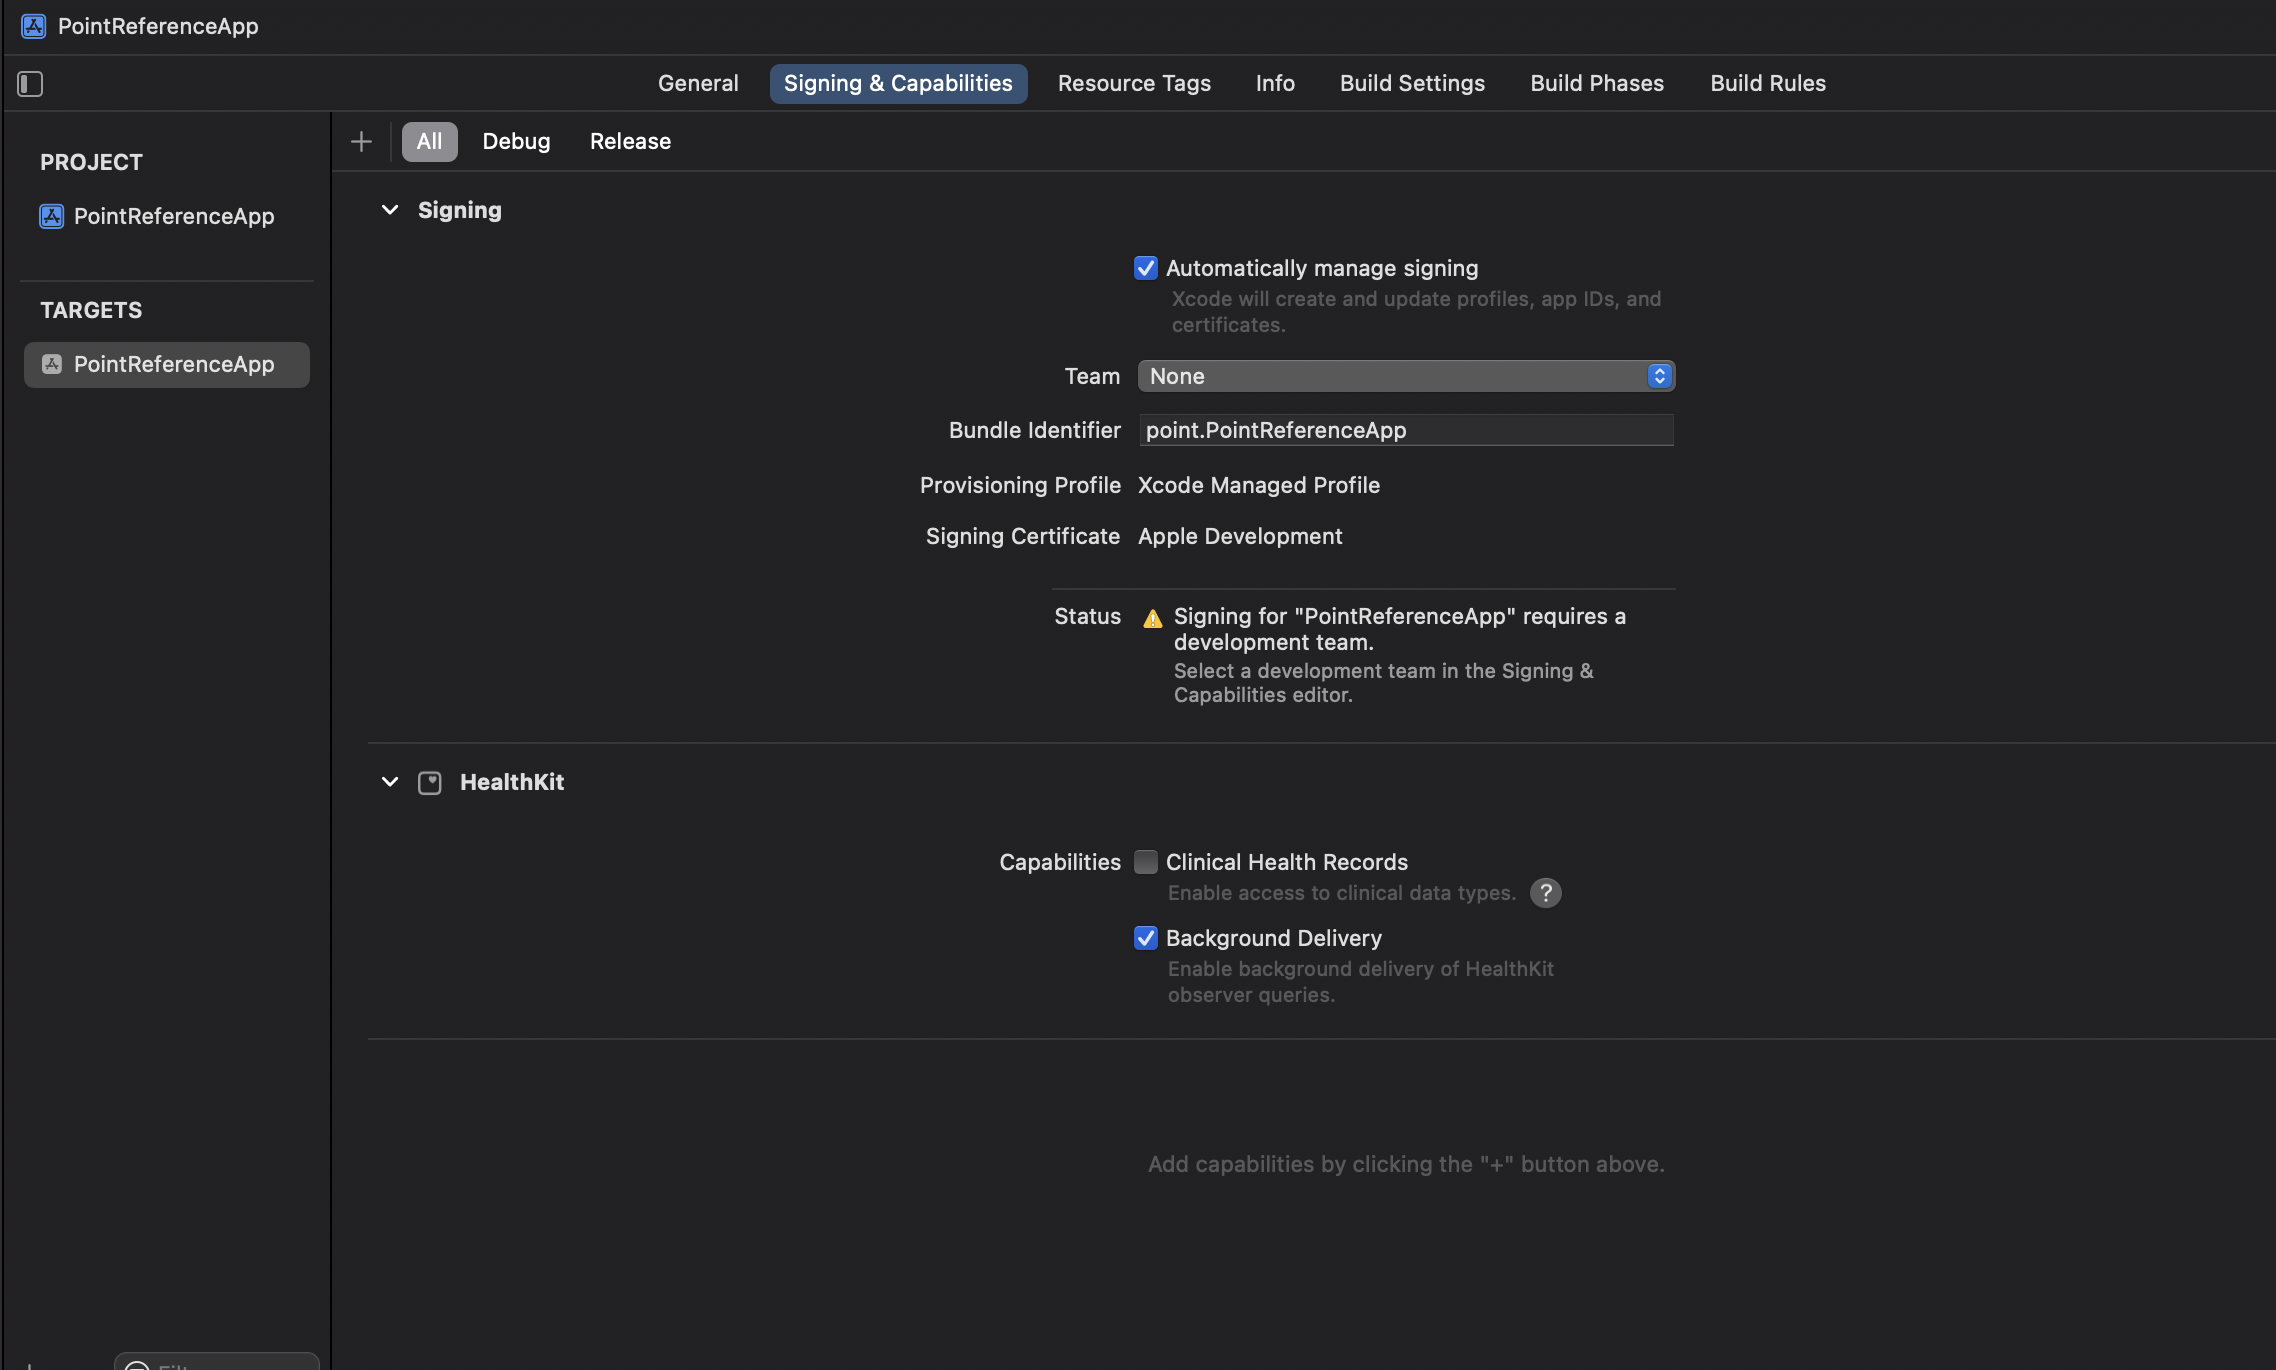 PointReferenceApp
General Signing & Capabilities Resource Tags Info Build Settings Build Phases Build Rules
All Debug Release
PROJECT
PointReferenceApp
TARGETS
PointReferenceApp
Signing
Automatically manage signing
Xcode will create and update profiles, app IDs, and
certificates.
Team None
Bundle Identifier point.PointReferenceApp
Provisioning Profile Xcode Managed Profile
Signing Certificate Apple Development
Status Signing for "PointReferenceApp" requires a
development team.
Select a development team in the Signing &
Capabilities editor.
HealthKit
Capabilities Clinical Health Records
Enable access to clinical data types. ?
Background Delivery
Enable background delivery of HealthKit
observer queries.
Add capabilities by clicking the "+" button above.